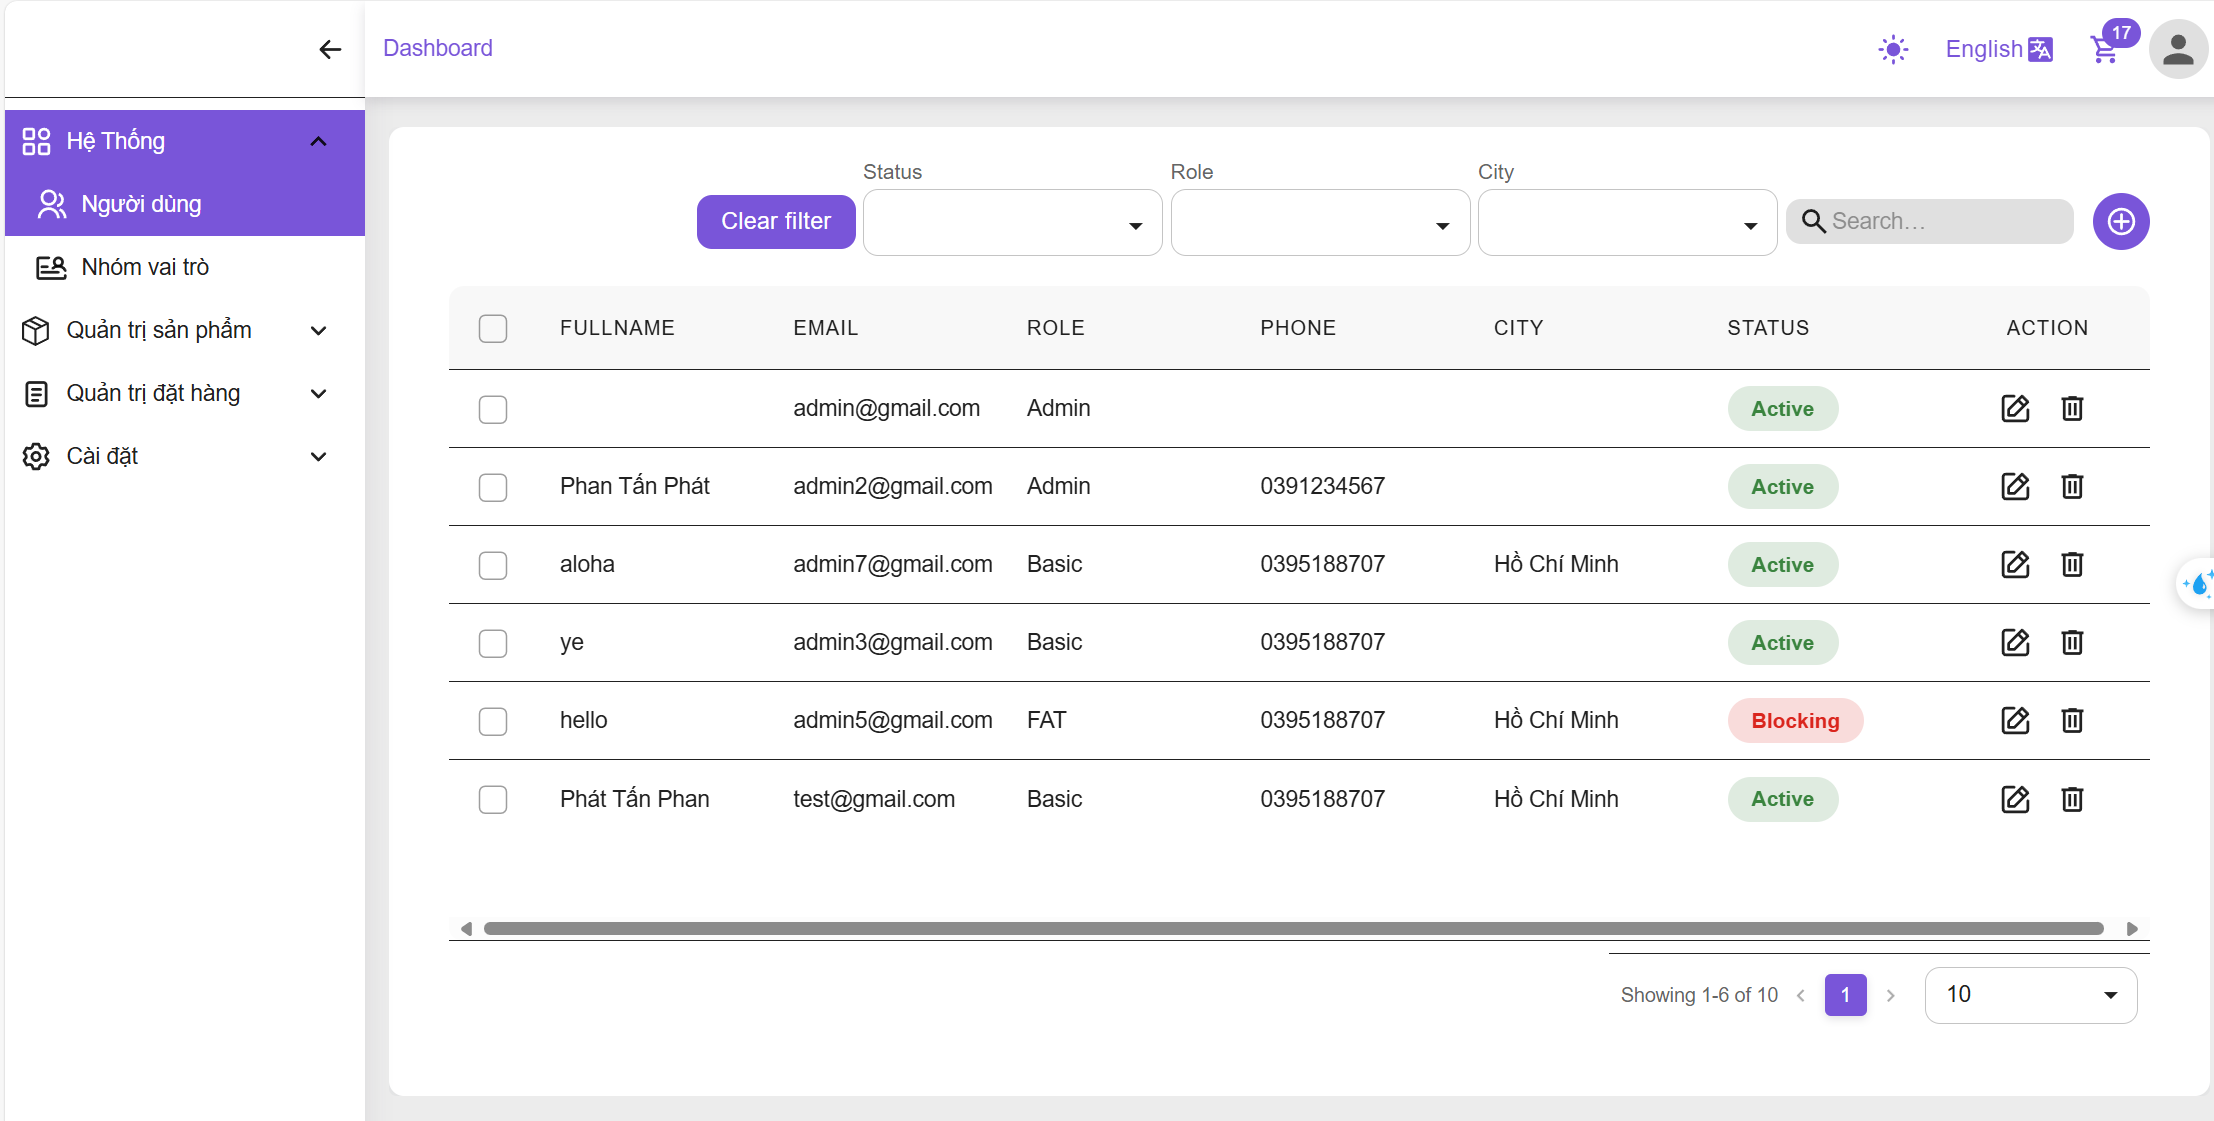 Dashboard
English
17
Hệ Thống
Người dùng
Nhóm vai trò
Quản trị sản phẩm
Quản trị đặt hàng
Cài đặt
Status Role City
Clear filter Search...
FULLNAME EMAIL ROLE PHONE CITY STATUS ACTION
admin@gmail.com Admin Active
Phan Tấn Phát admin2@gmail.com Admin 0391234567 Active
aloha admin7@gmail.com Basic 0395188707 Hồ Chí Minh Active
ye admin3@gmail.com Basic 0395188707 Active
hello admin5@gmail.com FAT 0395188707 Hồ Chí Minh Blocking
Phát Tấn Phan test@gmail.com Basic 0395188707 Hồ Chí Minh Active
Showing 1-6 of 10 1 10